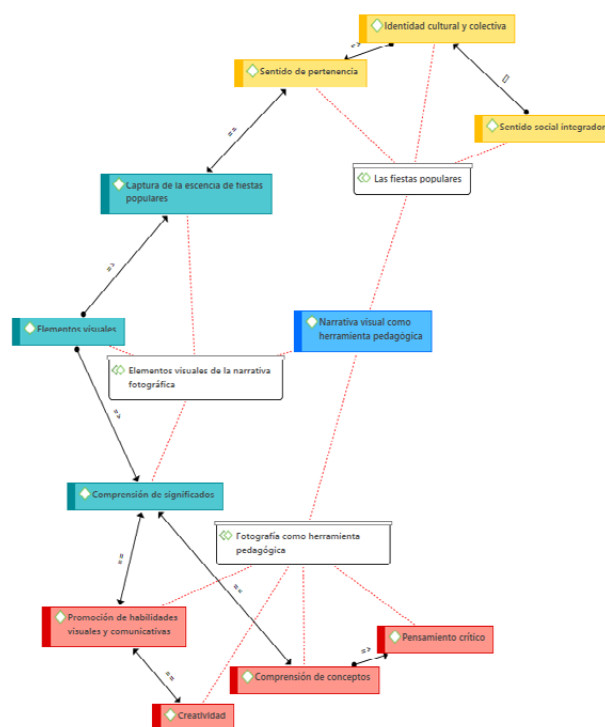 Identidad cultural y colectiva
=>
Sentido de pertenencia
[]
Sentido social integrador
==
Las fiestas populares
Captura de la escencia de fiestas
populares
=>
Elementos visuales
Narrativa visual como
herramienta pedagógica
Elementos visuales de la narrativa
fotográfica
=>
Comprensión de significados
Fotografía como herramienta
pedagógica
==
==
Promoción de habilidades
visuales y comunicativas
Pensamiento crítico
=>
==
Comprensión de conceptos
Creatividad